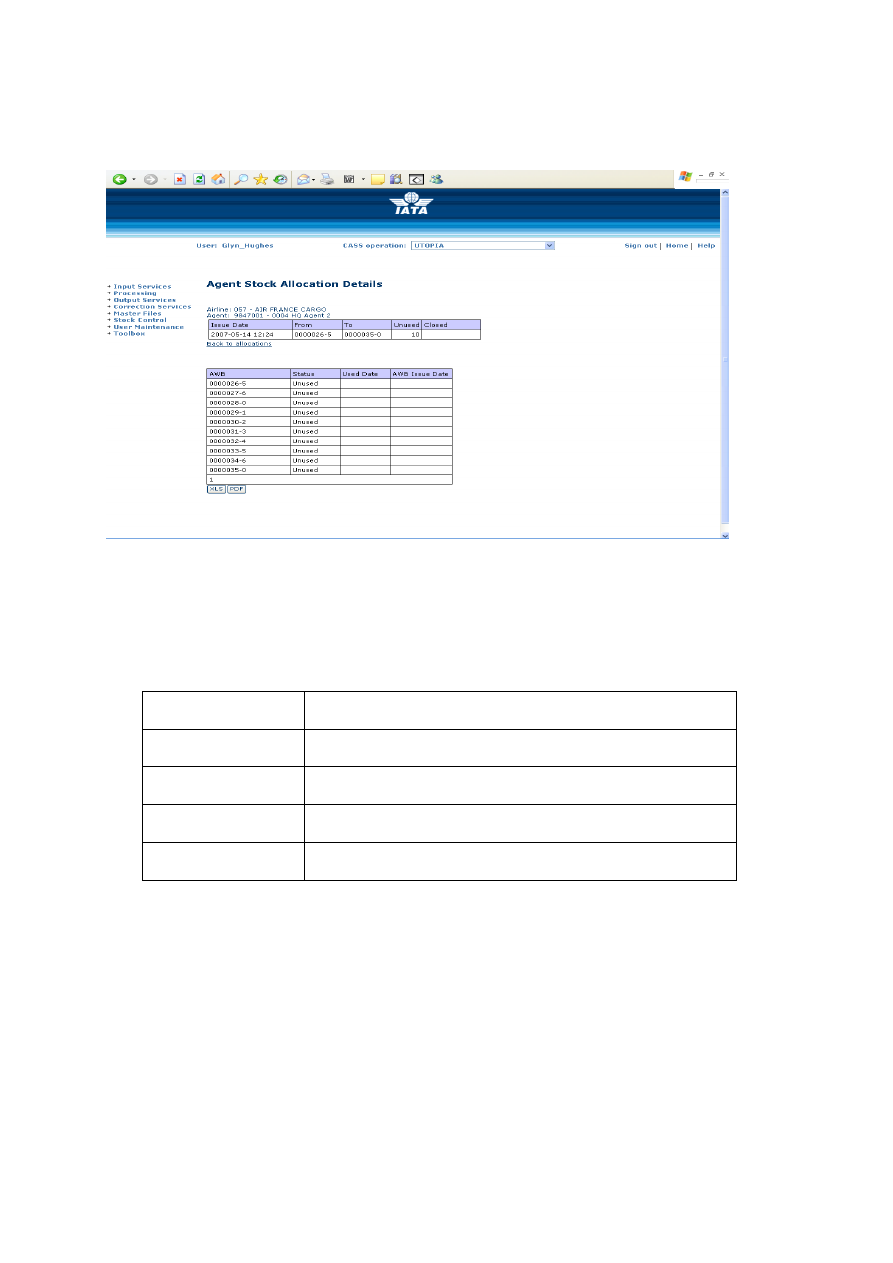 IATA
User: Glyn_Hughes CASS operation: UTOPIA Sign out | Home | Help
Input Services
Processing
Output Services
Correction Services
Master Files
Stock Control
User Maintenance
Toolbox
Agent Stock Allocation Details
Airline: 057 - AIR FRANCE CARGO
Agent: 9847001 - 0004 HQ Agent 2
Issue Date From To Unused Closed
2007-05-14 12:24 0000026-5 0000035-0 10
Back to allocations
AWB Status Used Date AWB Issue Date
0000026-5 Unused
0000027-6 Unused
0000028-0 Unused
0000029-1 Unused
0000030-2 Unused
0000031-3 Unused
0000032-4 Unused
0000033-5 Unused
0000034-6 Unused
0000035-0 Unused
1
XLS PDF